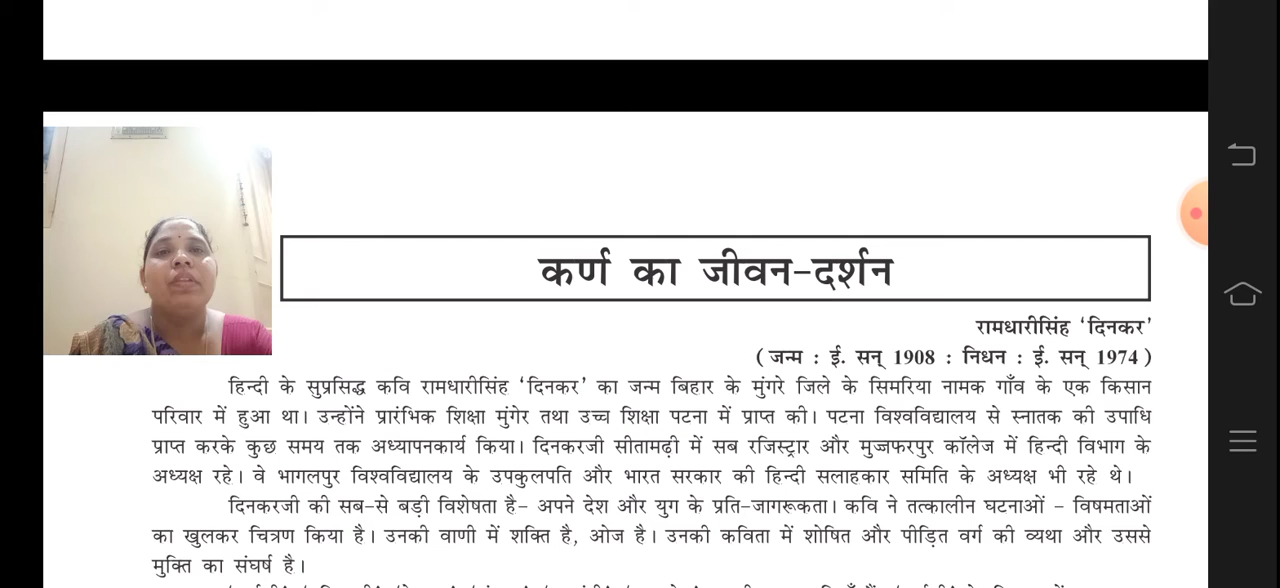 कर्ण का जीवन-दर्शन
रामधारीसिंह ‘दिनकर’
( जन्म : ई. सन् 1908 : निधन : ई. सन् 1974 )
हिन्दी के सुप्रसिद्ध कवि रामधारीसिंह ‘दिनकर’ का जन्म बिहार के मुंगरे जिले के सिमरिया नामक गाँव के एक किसान
परिवार में हुआ था। उन्होंने प्रारंभिक शिक्षा मुंगेर तथा उच्च शिक्षा पटना में प्राप्त की। पटना विश्वविद्यालय से स्नातक की उपाधि
प्राप्त करके कुछ समय तक अध्यापनकार्य किया। दिनकरजी सीतामढ़ी में सब रजिस्ट्रार और मुज्जफरपुर कॉलेज में हिन्दी विभाग के
अध्यक्ष रहे। वे भागलपुर विश्वविद्यालय के उपकुलपति और भारत सरकार की हिन्दी सलाहकार समिति के अध्यक्ष भी रहे थे।
दिनकरजी की सब-से बड़ी विशेषता है- अपने देश और युग के प्रति-जागरूकता। कवि ने तत्कालीन घटनाओं - विषमताओं
का खुलकर चित्रण किया है। उनकी वाणी में शक्ति है, ओज है। उनकी कविता में शोषित और पीड़ित वर्ग की व्यथा और उससे
मुक्ति का संघर्ष है।